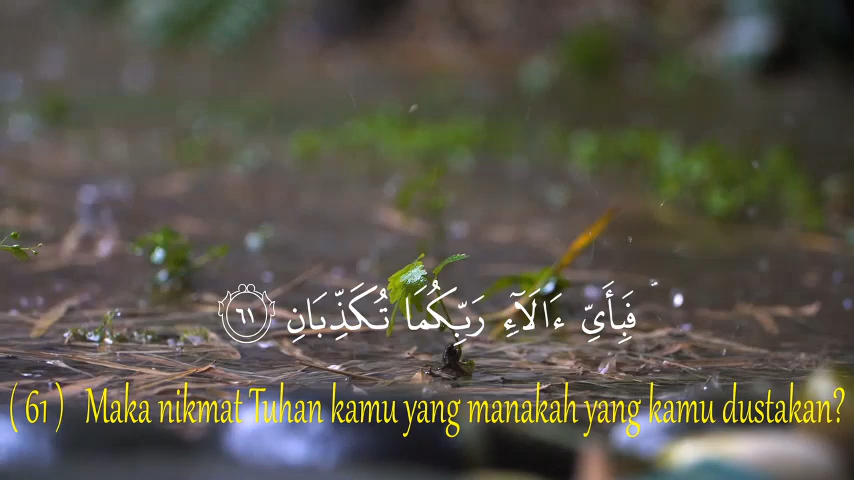 فَبِأَيِّ ءَالَآءِ رَبِّكُمَا تُكَذِّبَانِ ٦١
( 61 ) Maka nikmat Tuhan kamu yang manakah yang kamu dustakan?